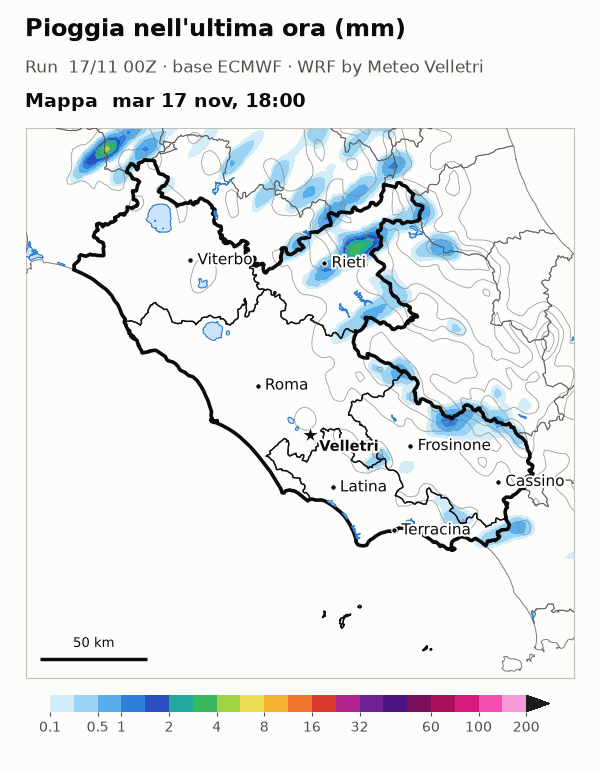 Pioggia nell'ultima ora (mm)
Run  17/11 00Z · base ECMWF · WRF by Meteo Velletri
Mappa  mar 17 nov, 18:00
Viterbo
Rieti
Roma
Velletri
Frosinone
Latina
Cassino
Terracina
50 km
0.1 0.5 1 2 4 8 16 32 60 100 200